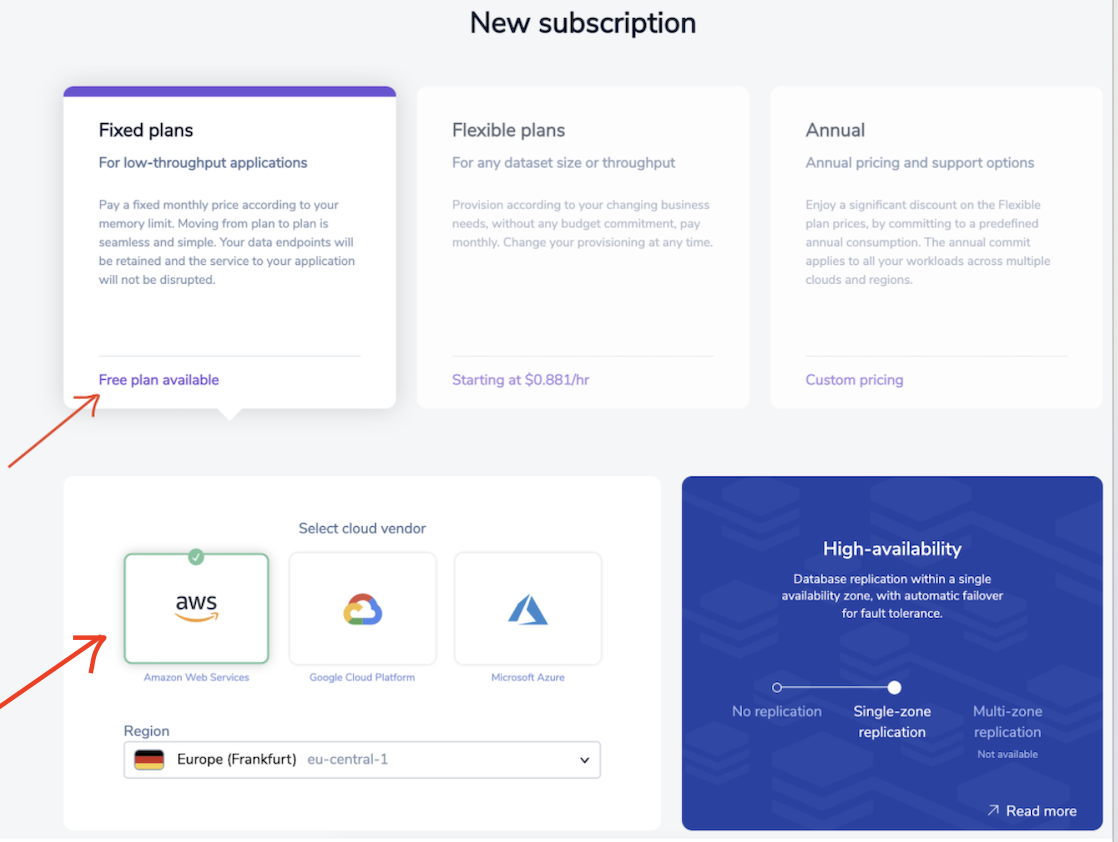 New subscription
Fixed plans
For low-throughput applications
Pay a fixed monthly price according to your
memory limit. Moving from plan to plan is
seamless and simple. Your data endpoints will
be retained and the service to your application
will not be disrupted.
Free plan available
Flexible plans
For any dataset size or throughput
Provision according to your changing business
needs, without any budget commitment, pay
monthly. Change your provisioning at any time.
Starting at $0.881/hr
Annual
Annual pricing and support options
Enjoy a significant discount on the Flexible
plan prices, by committing to a predefined
annual consumption. The annual commit
applies to all your workloads across multiple
clouds and regions.
Custom pricing
Select cloud vendor
aws
Amazon Web Services
Google Cloud Platform
Microsoft Azure
Region
Europe (Frankfurt) eu-central-1
High-availability
Database replication within a single
availability zone, with automatic failover
for fault tolerance.
No replication
Single-zone
replication
Multi-zone
replication
Not available
Read more